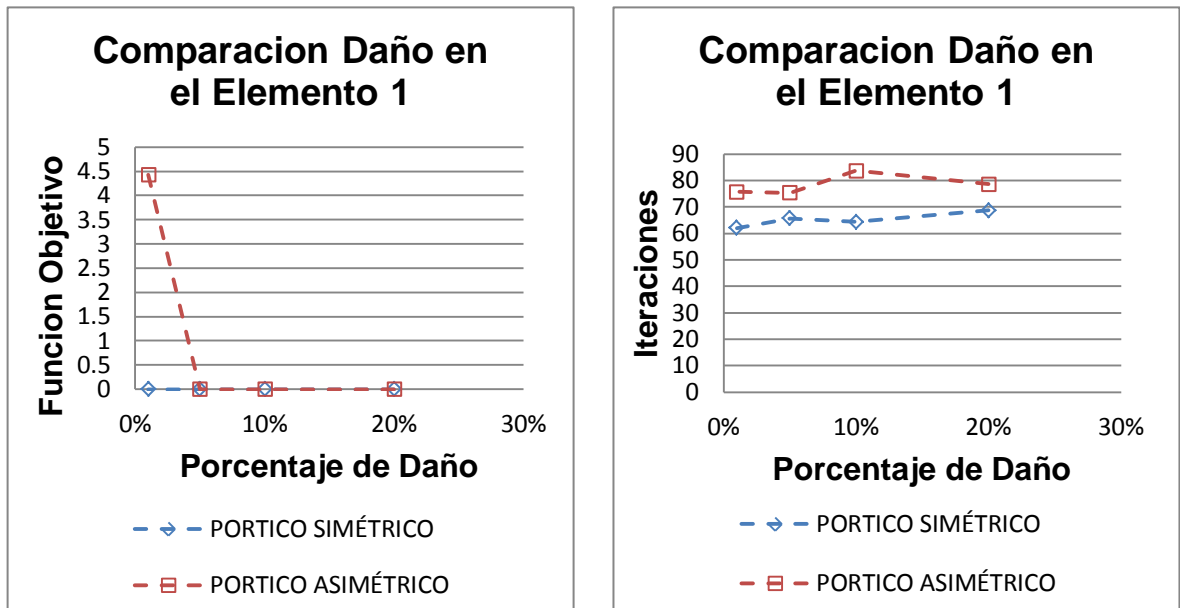 Comparacion Daño en
el Elemento 1
Funcion Objetivo
5
4.5
4
3.5
3
2.5
2
1.5
1
0.5
0
0% 10% 20% 30%
Porcentaje de Daño
PORTICO SIMÉTRICO
PORTICO ASIMÉTRICO
Comparacion Daño en
el Elemento 1
Iteraciones
90
80
70
60
50
40
30
20
10
0
0% 10% 20% 30%
Porcentaje de Daño
PORTICO SIMÉTRICO
PORTICO ASIMÉTRICO